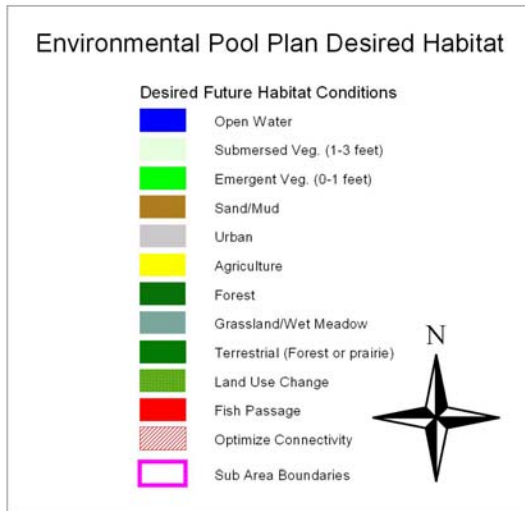 Environmental Pool Plan Desired Habitat
Desired Future Habitat Conditions
Open Water
Submersed Veg. (1-3 feet)
Emergent Veg. (0-1 feet)
Sand/Mud
Urban
Agriculture
Forest
Grassland/Wet Meadow
Terrestrial (Forest or prairie)
Land Use Change
Fish Passage
Optimize Connectivity
Sub Area Boundaries
N